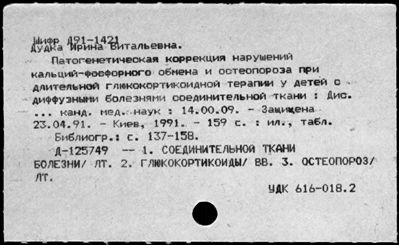 Шифр Д91-1421
Дудка Ирина Витальевна.
Патогенетическая коррекция нарушений
кальций-фосфорного обмена и остеопороза при
длительной глюкокортикоидной терапии у детей с
диффузными болезнями соединительной ткани : Дис.
... канд. мед. наук : 14.00.09. - Защищена
23.04.91. - Киев, 1991. - 159 с. : ил., табл.
Библиогр.: с. 137-158.
Д-125749 -- 1. СОЕДИНИТЕЛЬНОЙ ТКАНИ
БОЛЕЗНИ/ ЛТ. 2. ГЛЮКОКОРТИКОИДЫ/ ВВ. 3. ОСТЕОПОРОЗ/
ЛТ.
УДК 616-018.2